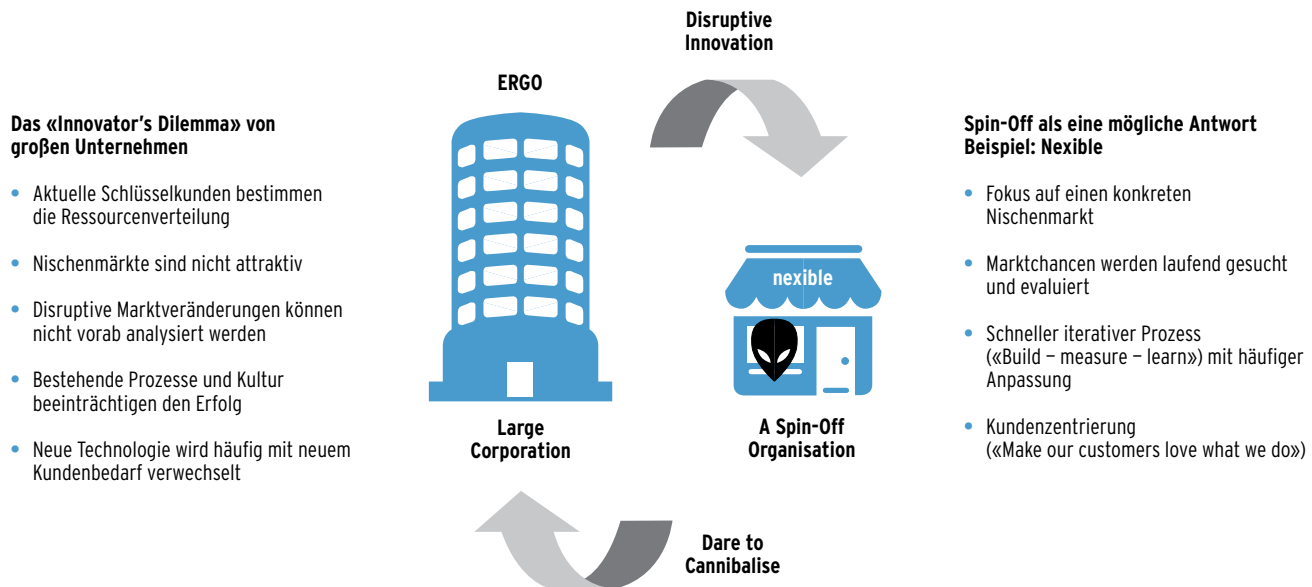 Das «Innovator's Dilemma» von
großen Unternehmen
• Aktuelle Schlüsselkunden bestimmen
die Ressourcenverteilung
• Nischenmärkte sind nicht attraktiv
• Disruptive Marktveränderungen können
nicht vorab analysiert werden
• Bestehende Prozesse und Kultur
beeinträchtigen den Erfolg
• Neue Technologie wird häufig mit neuem
Kundenbedarf verwechselt
ERGO
Large
Corporation
Disruptive
Innovation
nexible
A Spin-Off
Organisation
Dare to
Cannibalise
Spin-Off als eine mögliche Antwort
Beispiel: Nexible
• Fokus auf einen konkreten
Nischenmarkt
• Marktchancen werden laufend gesucht
und evaluiert
• Schneller iterativer Prozess
(«Build – measure – learn») mit häufiger
Anpassung
• Kundenzentrierung
(«Make our customers love what we do»)